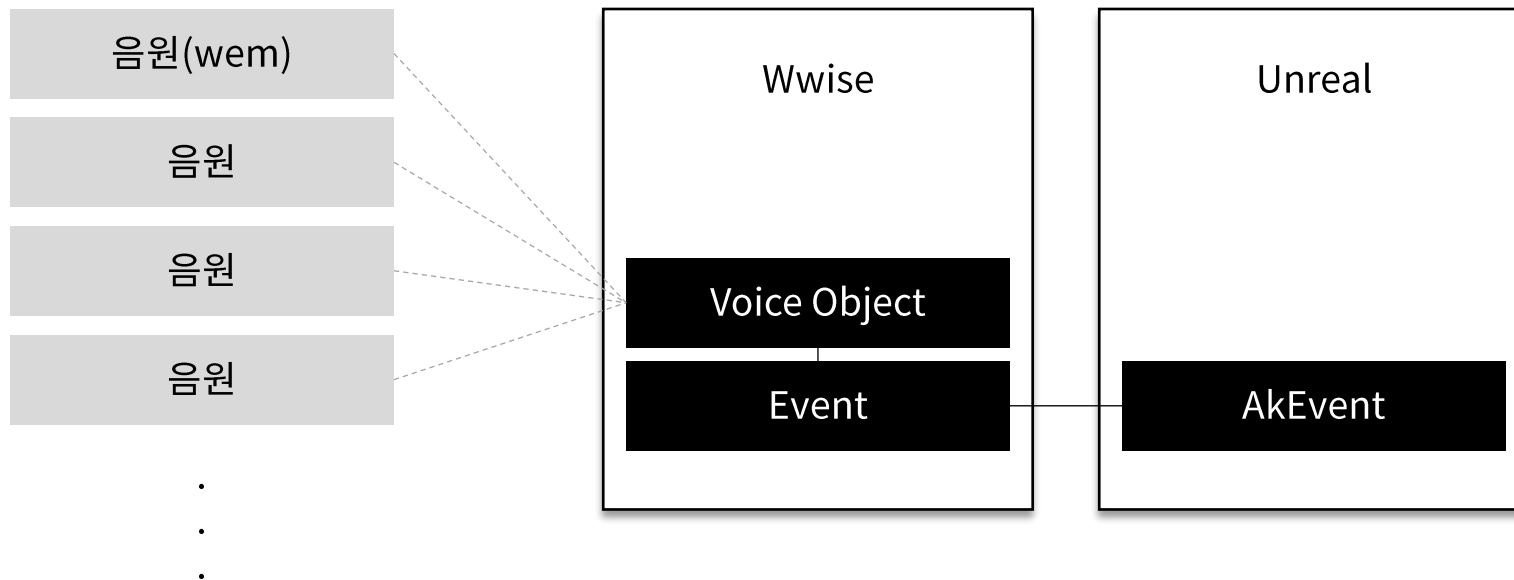 음원(wem)
음원
음원
음원
.
.
.
Wwise
Voice Object
Event
Unreal
AkEvent